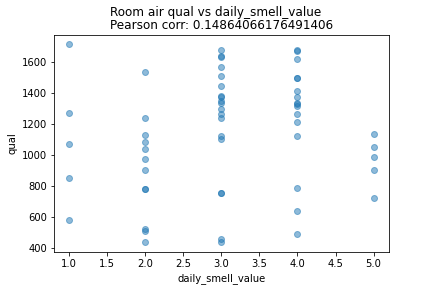 Room air qual vs daily_smell_value
Pearson corr: 0.14864066176491406
1600
1400
1200
1000
800
600
400
qual
1.0 1.5 2.0 2.5 3.0 3.5 4.0 4.5 5.0
daily_smell_value